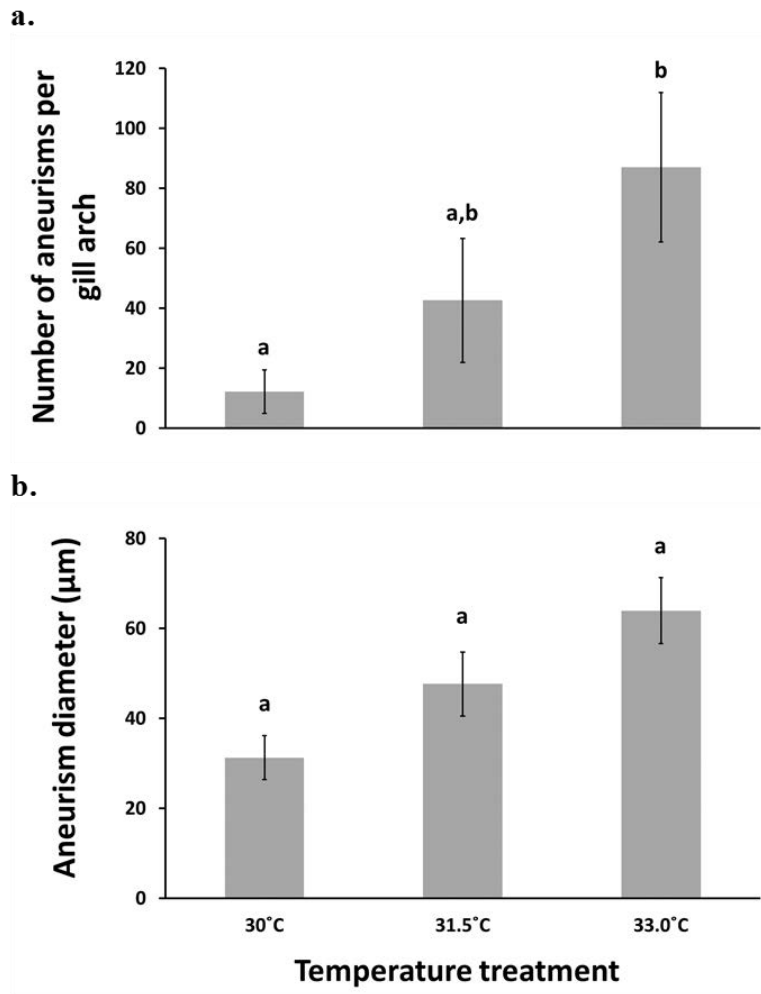 a.
Number of aneurisms per
gill arch
120
100
80
60
40
20
0
a
a,b
b
b.
Aneurism diameter (μm)
80
60
40
20
0
a
a
a
30˚C
31.5˚C
33.0˚C
Temperature treatment